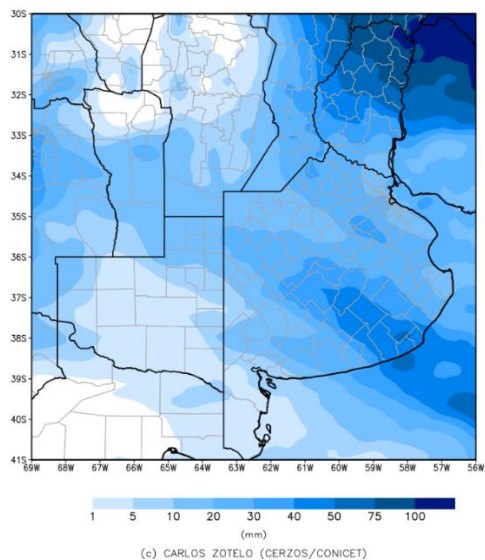 30S
31S
32S
33S
34S
35S
36S
37S
38S
39S
40S
41S
69W 68W 67W 66W 65W 64W 63W 62W 61W 60W 59W 58W 57W 56W
1 5 10 20 30 50 75 100
(mm)
(c) CARLOS ZOTELO (CERZOS/CONICET)